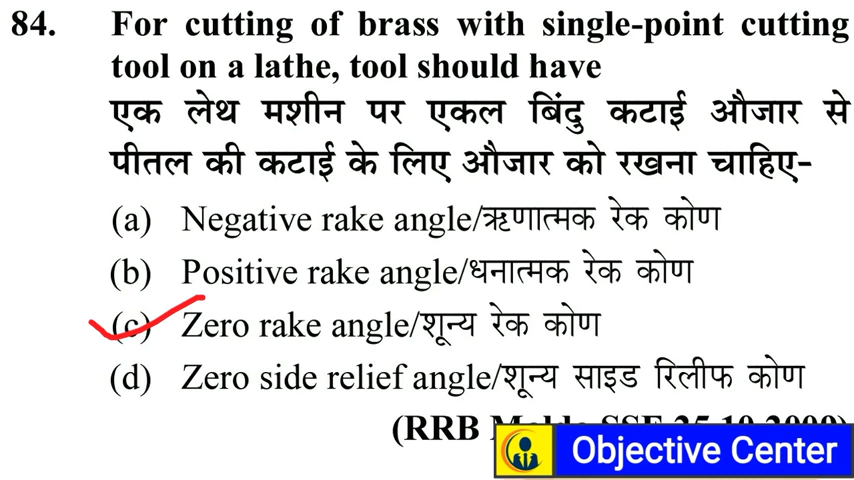 84. For cutting of brass with single-point cutting
tool on a lathe, tool should have
एक लेथ मशीन पर एकल बिंदु कटाई औजार से
पीतल की कटाई के लिए औजार को रखना चाहिए-
(a) Negative rake angle/ऋणात्मक रेक कोण
(b) Positive rake angle/धनात्मक रेक कोण
(c) Zero rake angle/शून्य रेक कोण
(d) Zero side relief angle/शून्य साइड रिलीफ कोण
(RRB
Objective Center